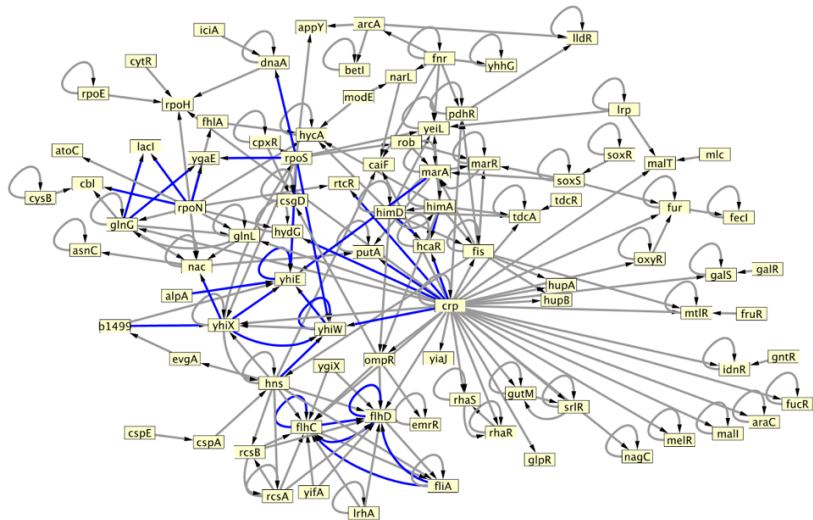 iciA
appY
arcA
lldR
cytR
dnaA
betI
fnr
yhhG
narL
rpoE
rpoH
modE
pdhR
lrp
fhlA
hycA
yeiL
atoC
lacI
cpxR
rob
soxR
ygaE
rpoS
caiF
marA
marR
malT
mlc
cysB
cbl
rtcR
soxS
rpoN
csgD
tdcR
fur
fecI
himD
himA
tdcA
glnG
glnL
hydG
hcaR
asnC
putA
fis
oxyR
nac
galS
galR
yhiE
hupA
alpA
crp
hupB
mtlR
fruR
b1499
yhiX
yhiW
evgA
ompR
yiaJ
idnR
gntR
hns
ygiX
rhaS
gutM
srlR
fucR
flhD
flhC
emrR
araC
cspE
cspA
rhaR
malI
melR
rcsB
glpR
nagC
fliA
rcsA
yifA
lrhA